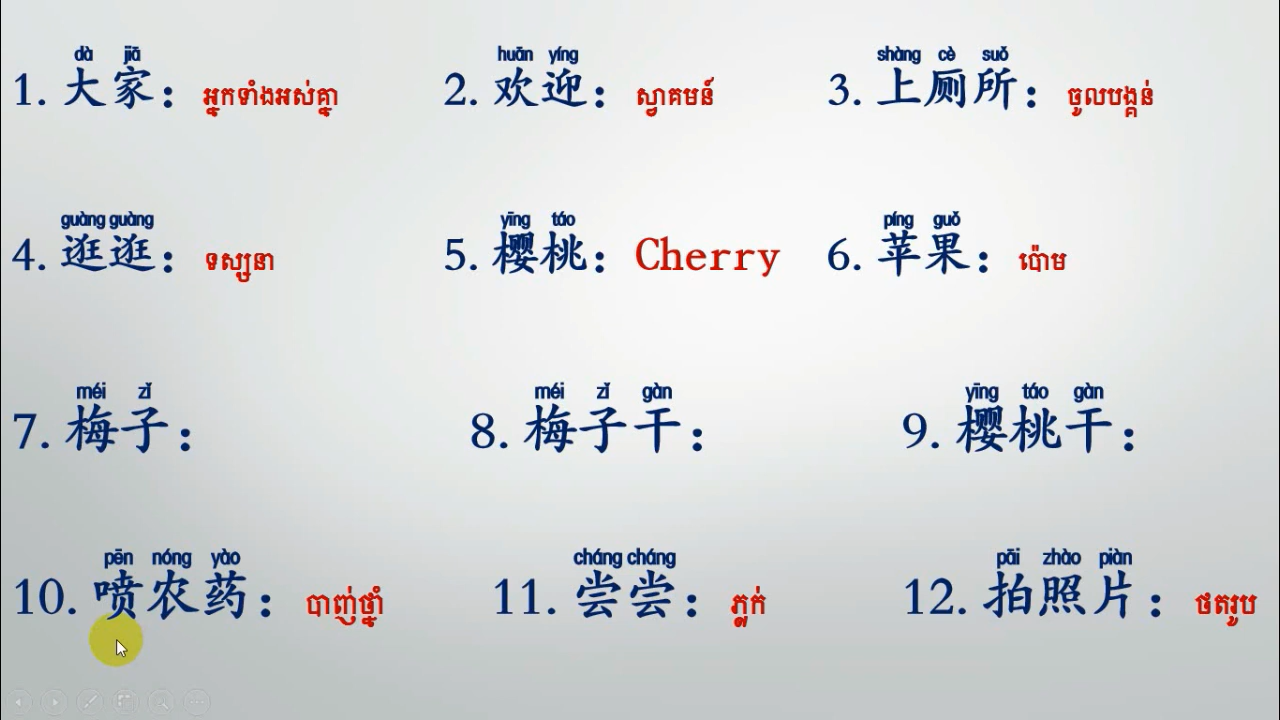 dà jiā huān yíng shàng cè suǒ
1. 大家：អ្នកទាំងអស់គ្នា 2. 欢迎：ស្វាគមន៍ 3. 上厕所：ចូលបង្គន់
guàng guàng yīng táo píng guǒ
4. 逛逛：ទស្សនា 5. 樱桃：Cherry 6. 苹果：ប៉ោម
méi zǐ méi zǐ gàn yīng táo gàn
7. 梅子： 8. 梅子干： 9. 樱桃干：
pēn nóng yào cháng cháng pāi zhào piàn
10. 喷农药：បាញ់ថ្នាំ 11. 尝尝：ភ្លក់ 12. 拍照片：ថតរូប